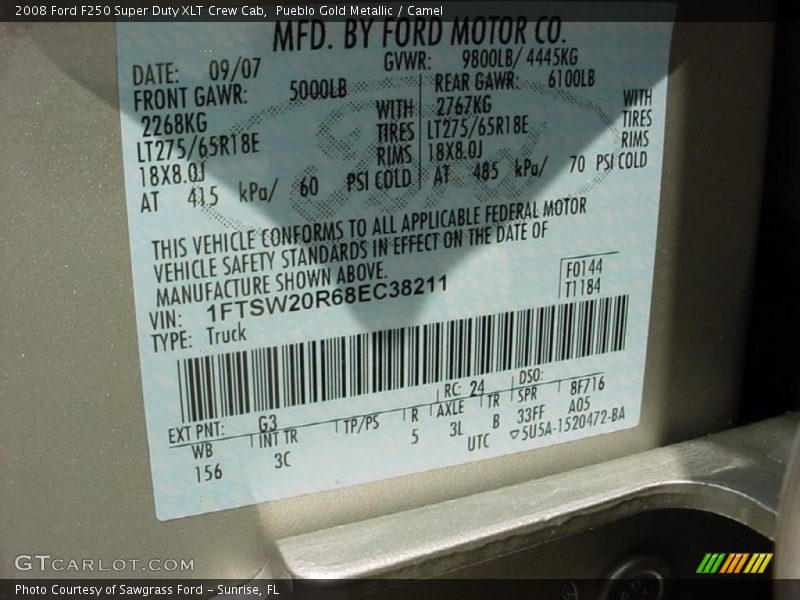 2008 Ford F250 Super Duty XLT Crew Cab,  Pueblo Gold Metallic / Camel
MFD. BY FORD MOTOR CO.
DATE: 09/07 GVWR: 9800LB/ 4445KG
FRONT GAWR: 5000LB REAR GAWR: 6100LB
2268KG WITH 2767KG WITH
LT275/65R18E TIRES LT275/65R18E TIRES
18X8.0J RIMS 18X8.0J RIMS
AT 415 kPa/ 60 PSI COLD AT 485 kPa/ 70 PSI COLD
THIS VEHICLE CONFORMS TO ALL APPLICABLE FEDERAL MOTOR
VEHICLE SAFETY STANDARDS IN EFFECT ON THE DATE OF
MANUFACTURE SHOWN ABOVE.
VIN: 1FTSW20R68EC38211 F0144
TYPE: Truck T1184
EXT PNT: G3 RC: 24 DSO:
WB INT TR TP/PS R AXLE TR SPR 8F716
156 3C 5 3L B 33FF A05
UTC ▽5U5A-1520472-BA
GTCARLOT.COM
Photo Courtesy of Sawgrass Ford - Sunrise, FL